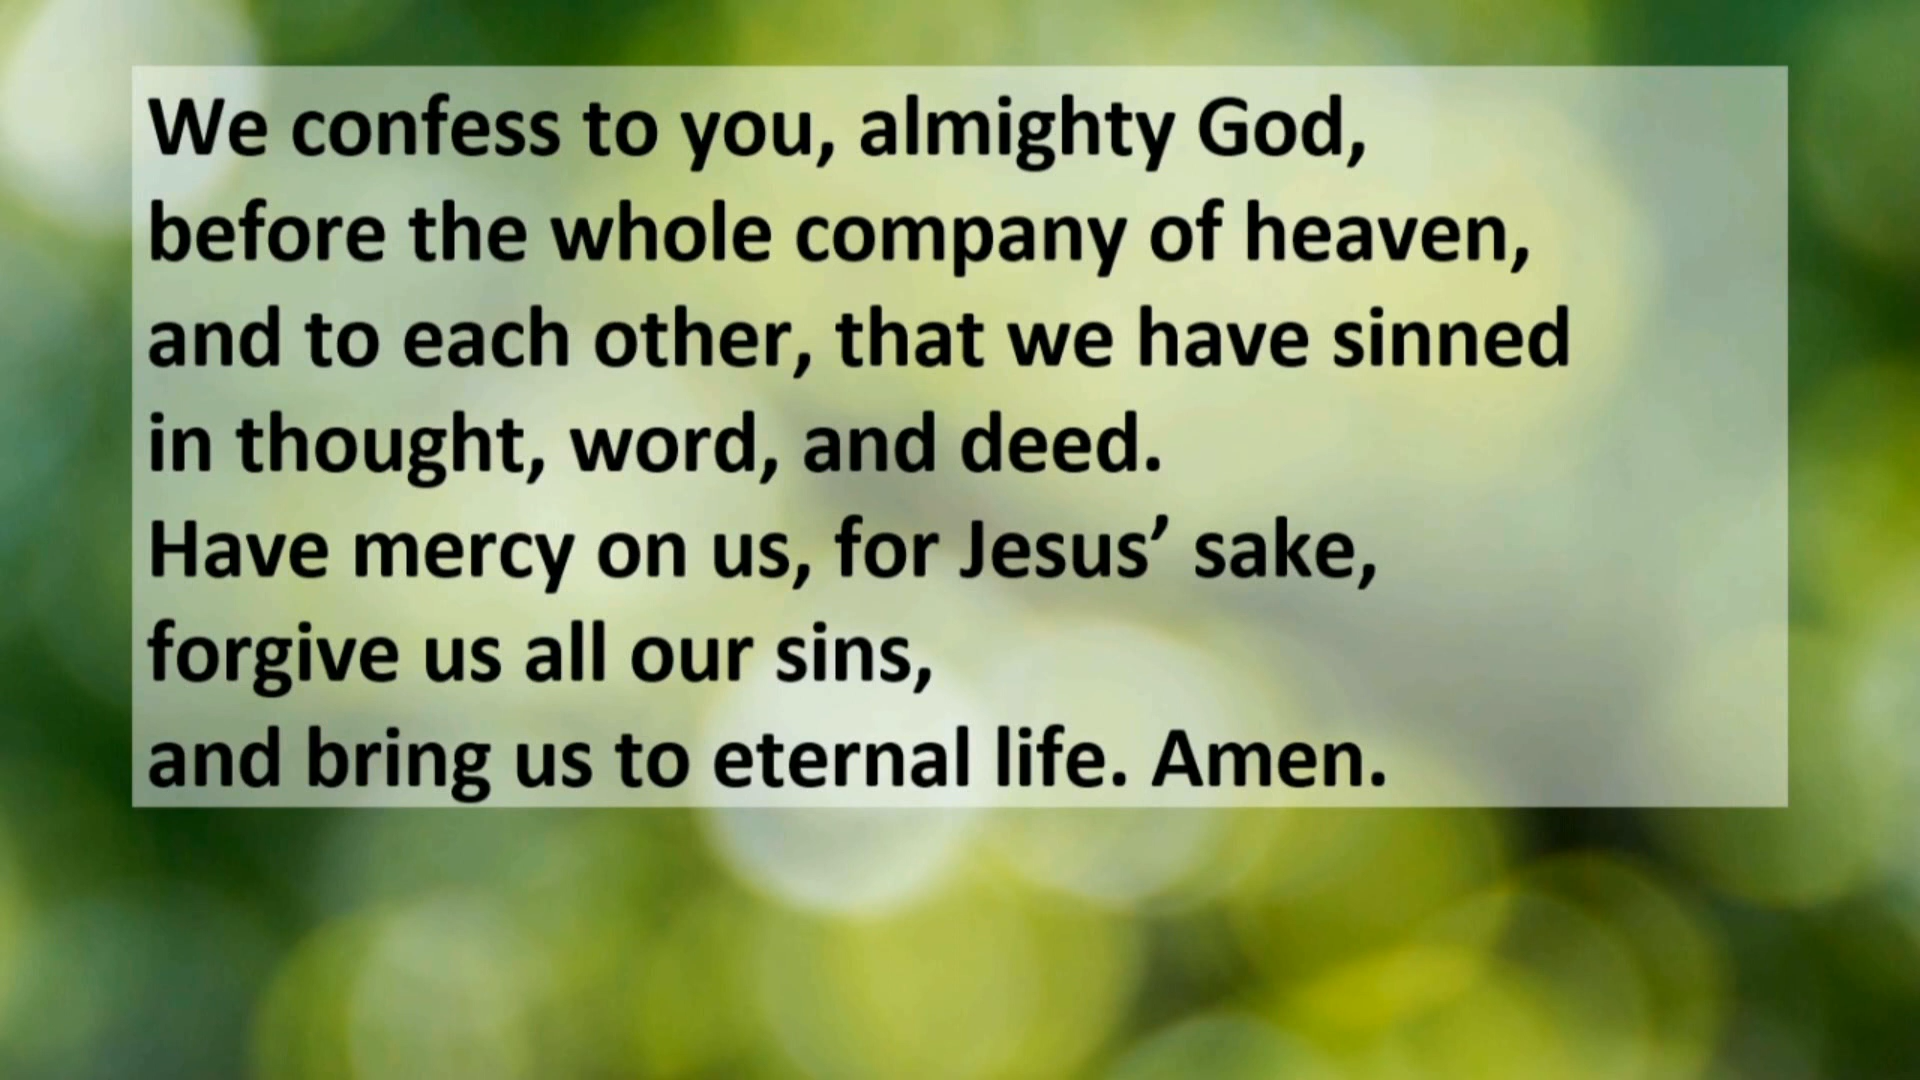 We confess to you, almighty God,
before the whole company of heaven,
and to each other, that we have sinned
in thought, word, and deed.
Have mercy on us, for Jesus’ sake,
forgive us all our sins,
and bring us to eternal life. Amen.